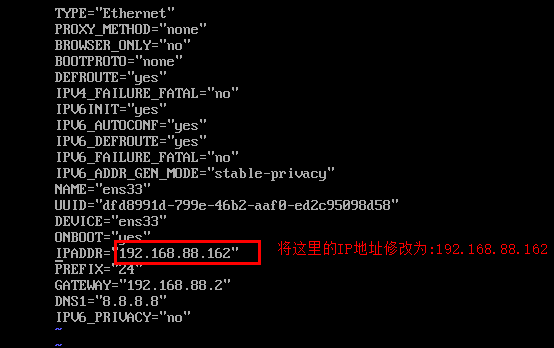 TYPE="Ethernet"
PROXY_METHOD="none"
BROWSER_ONLY="no"
BOOTPROTO="none"
DEFROUTE="yes"
IPV4_FAILURE_FATAL="no"
IPV6INIT="yes"
IPV6_AUTOCONF="yes"
IPV6_DEFROUTE="yes"
IPV6_FAILURE_FATAL="no"
IPV6_ADDR_GEN_MODE="stable-privacy"
NAME="ens33"
UUID="dfd8991d-799e-46b2-aaf0-ed2c95098d58"
DEVICE="ens33"
ONBOOT="yes"
IPADDR="192.168.88.162" 将这里的IP地址修改为:192.168.88.162
PREFIX="24"
GATEWAY="192.168.88.2"
DNS1="8.8.8.8"
IPV6_PRIVACY="no"
~
~